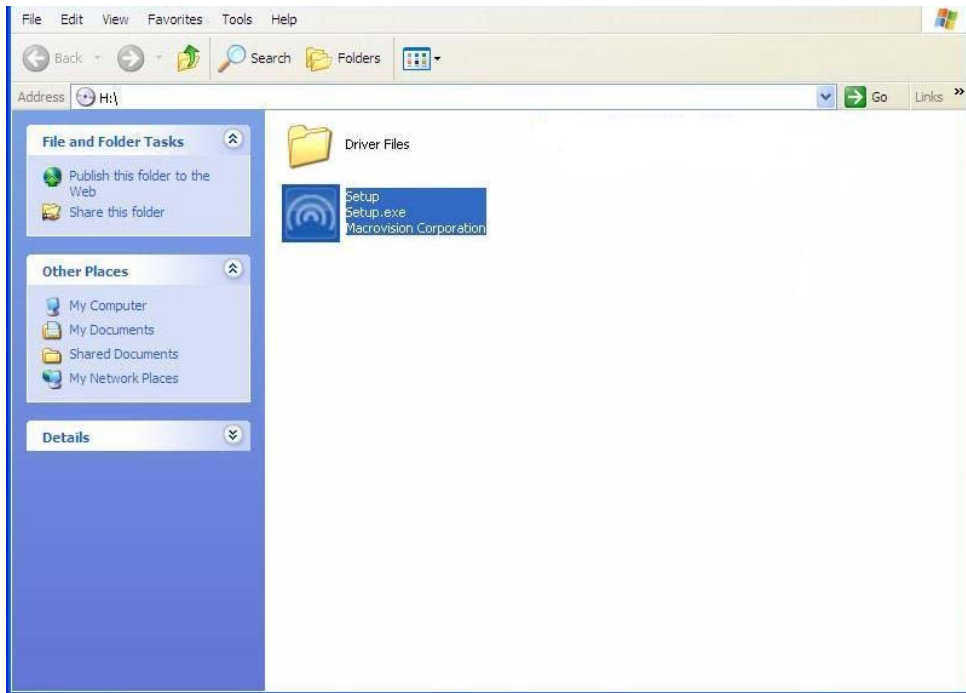 File Edit View Favorites Tools Help
Back Search Folders
Address H:\ Go Links »
File and Folder Tasks
Publish this folder to the
Web
Share this folder
Other Places
My Computer
My Documents
Shared Documents
My Network Places
Details
Driver Files
Setup
Setup.exe
Macrovision Corporation